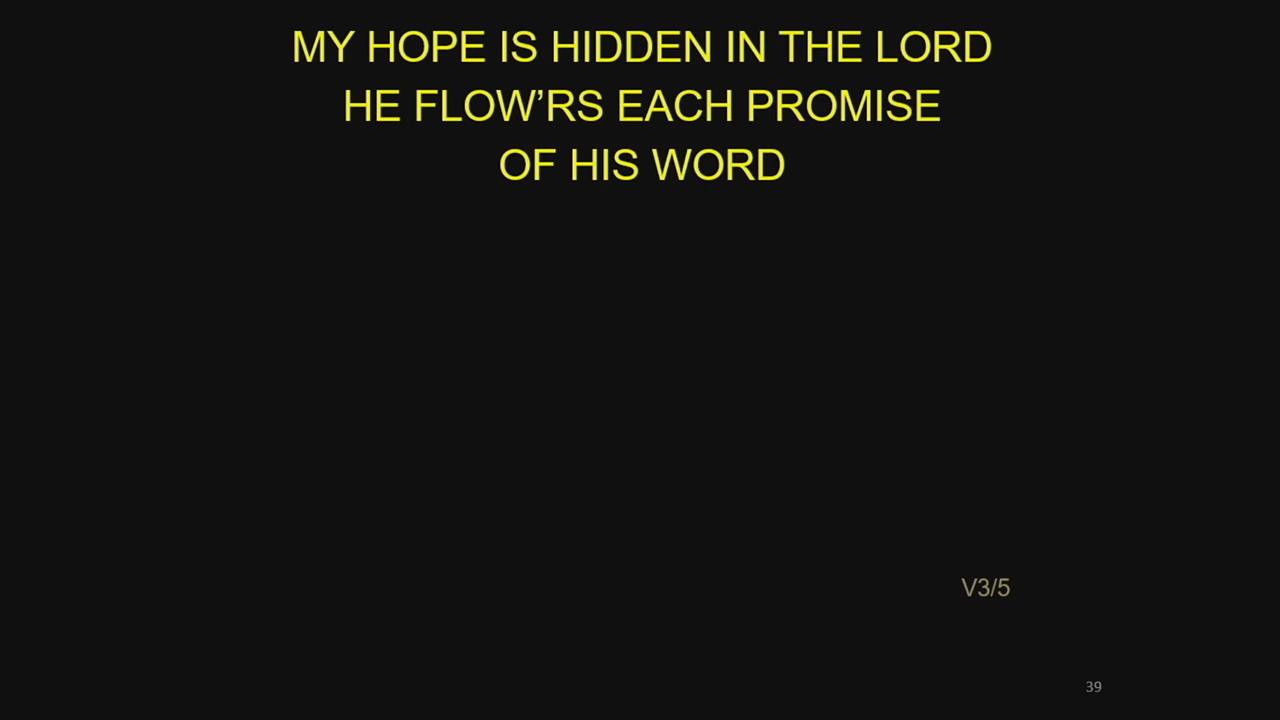 MY HOPE IS HIDDEN IN THE LORD
HE FLOW’RS EACH PROMISE
OF HIS WORD
V3/5
39